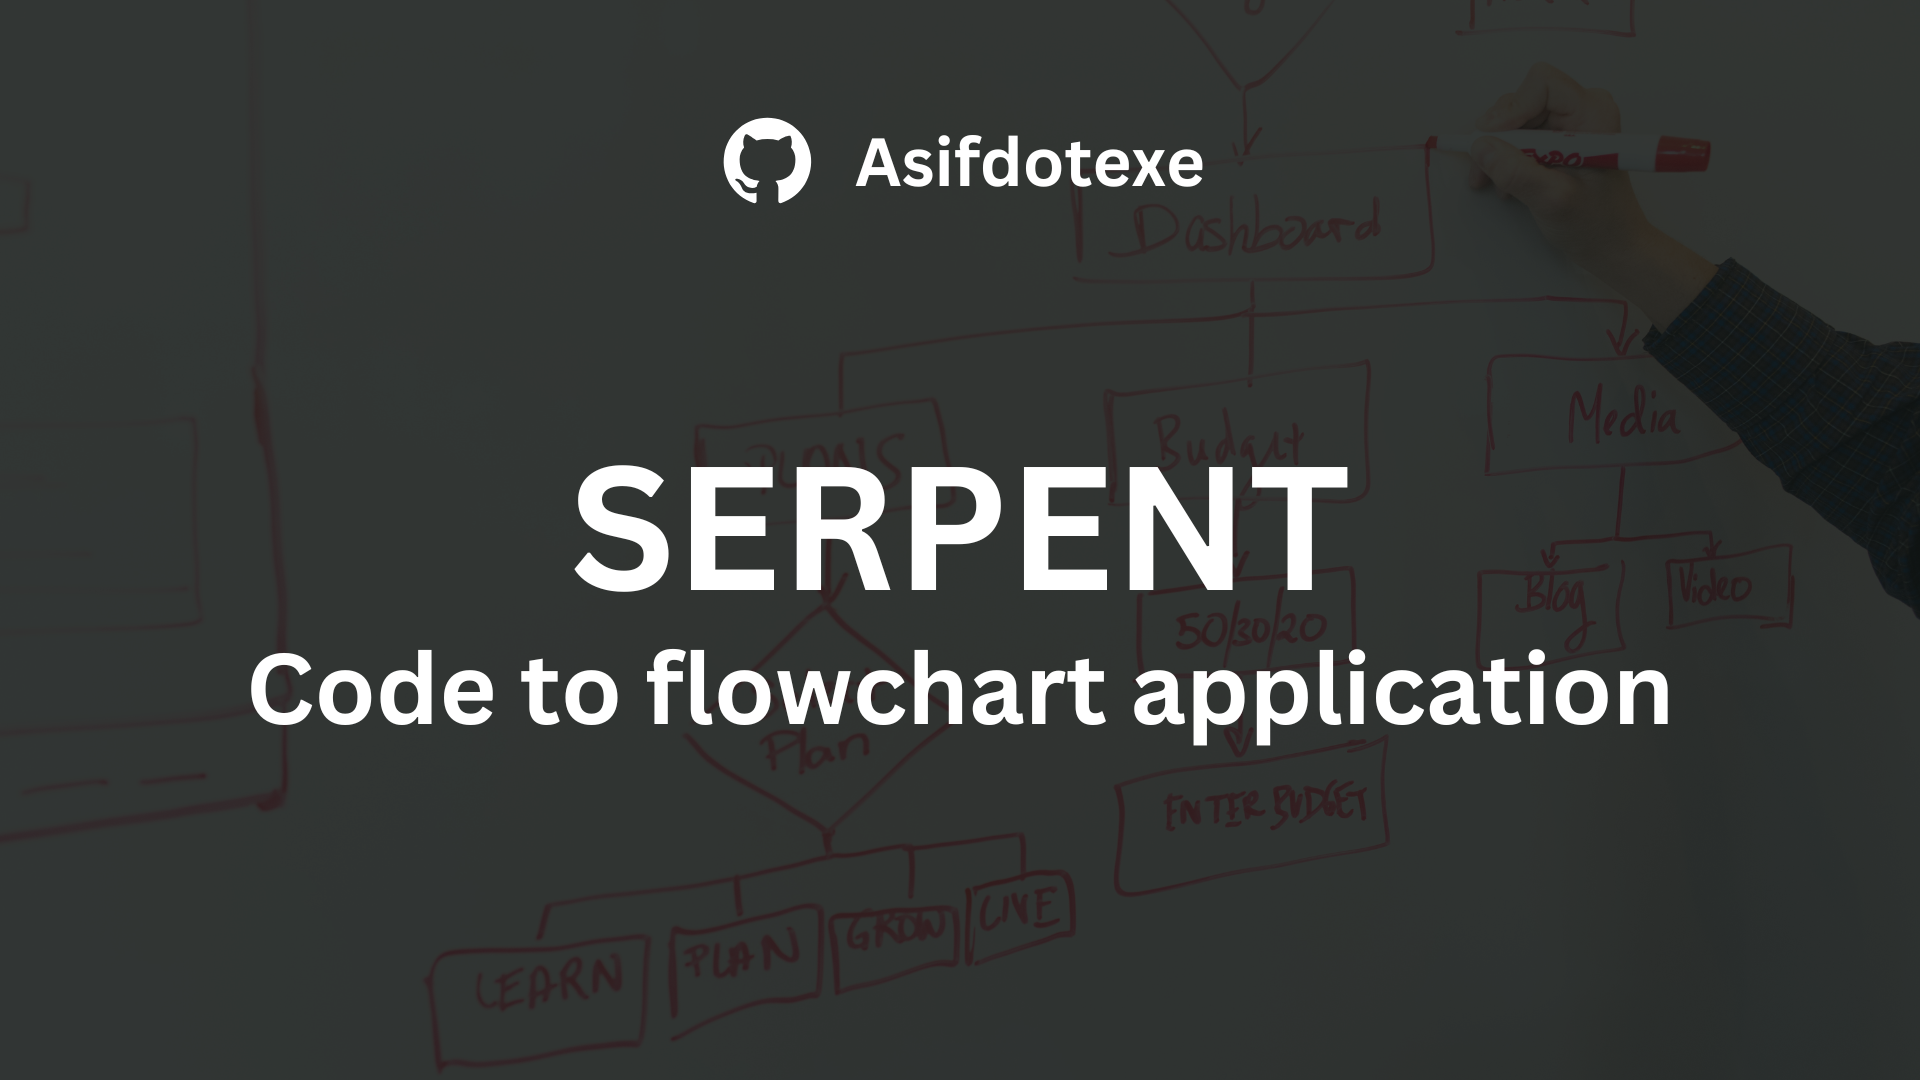 Asifdotexe
Dashboard
Budget
Media
SERPENT
Blog
Video
50/30/20
Code to flowchart application
Plan
ENTER BUDGET
LEARN
PLAN
GROW
LIVE